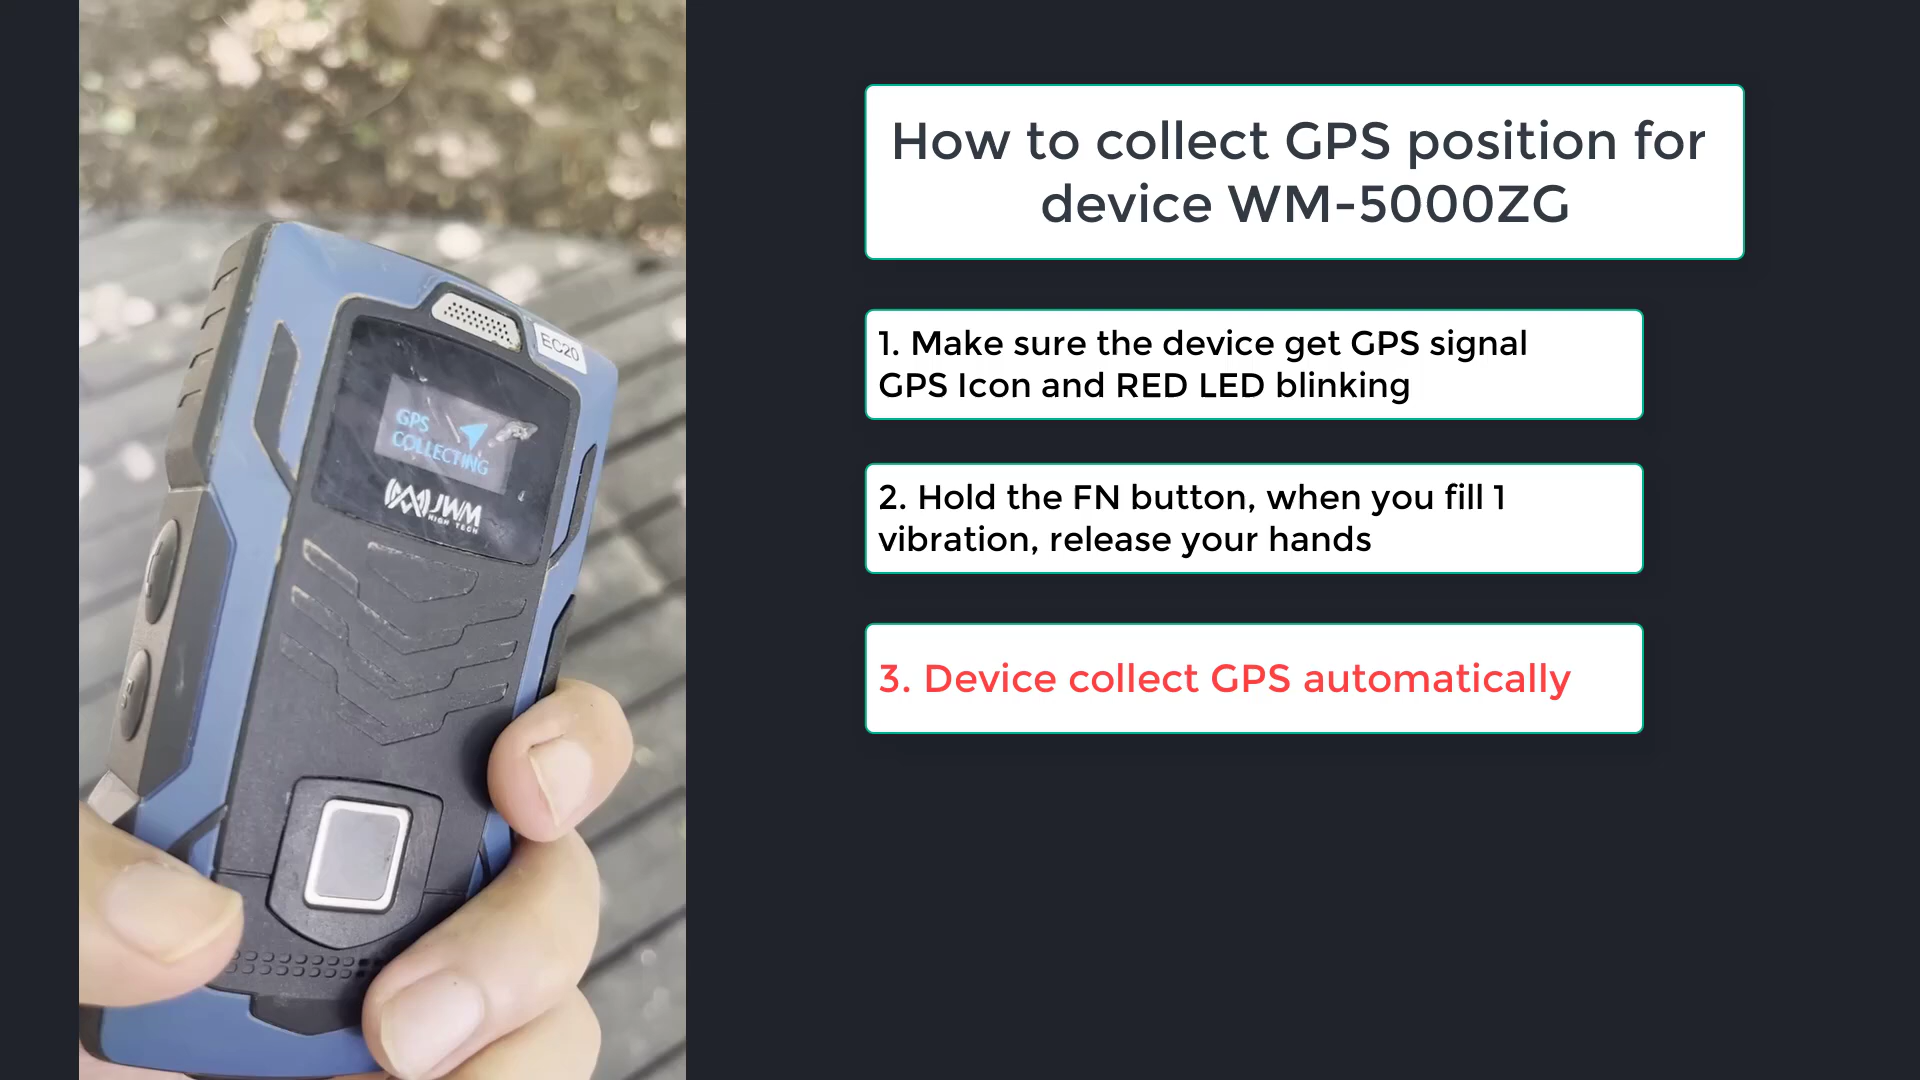 How to collect GPS position for
device WM-5000ZG
1. Make sure the device get GPS signal
GPS Icon and RED LED blinking
2. Hold the FN button, when you fill 1
vibration, release your hands
3. Device collect GPS automatically
EC20
GPS
COLLECTING
JWM
HIGH TECH